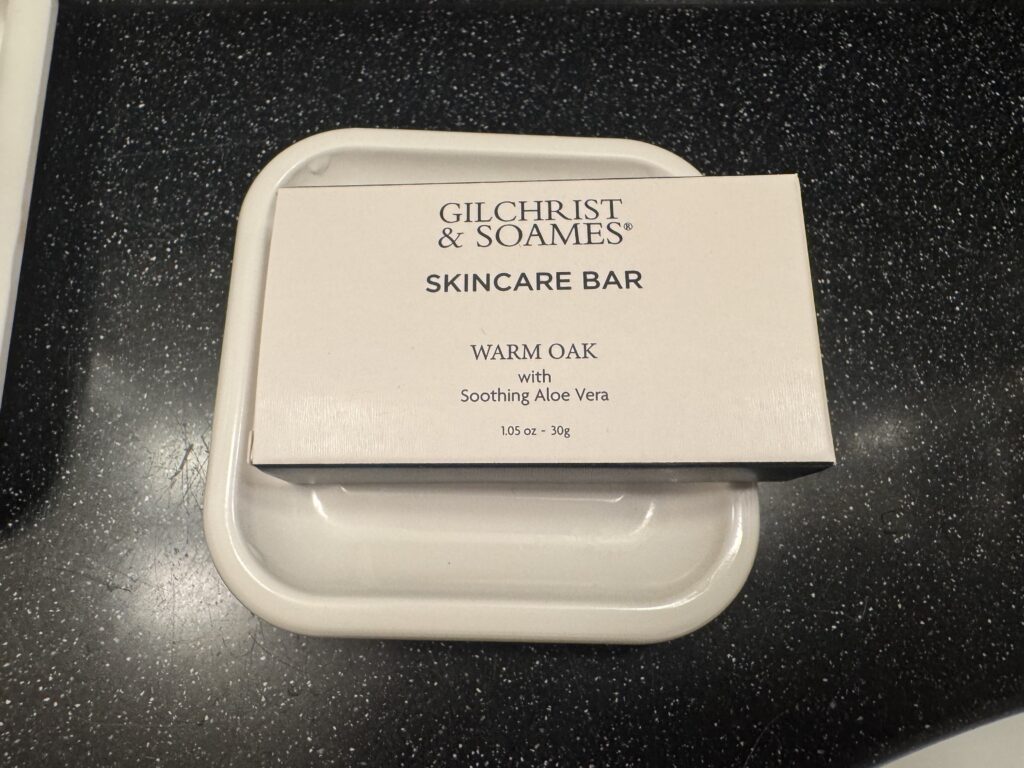 GILCHRIST
& SOAMES®
SKINCARE BAR
WARM OAK
with
Soothing Aloe Vera
1.05 oz - 30g